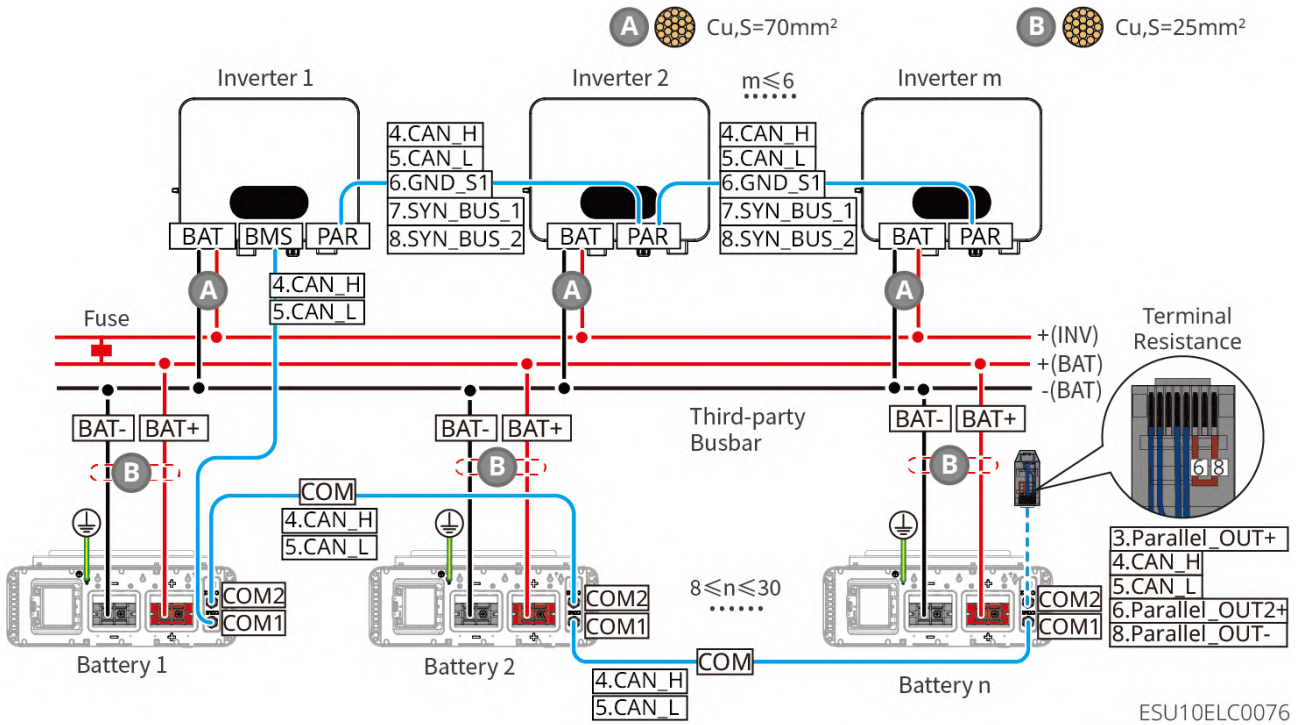 A Cu,S=70mm²
B Cu,S=25mm²
Inverter 1
Inverter 2
m≤6
Inverter m
4.CAN_H
5.CAN_L
6.GND_S1
7.SYN_BUS_1
8.SYN_BUS_2
4.CAN_H
5.CAN_L
6.GND_S1
7.SYN_BUS_1
8.SYN_BUS_2
BAT
BMS
PAR
BAT
PAR
BAT
PAR
A
4.CAN_H
5.CAN_L
A
A
Fuse
+(INV)
+(BAT)
-(BAT)
Terminal
Resistance
6 8
Third-party
Busbar
BAT-
BAT+
BAT-
BAT+
BAT-
BAT+
B
B
B
COM
4.CAN_H
5.CAN_L
3.Parallel_OUT+
4.CAN_H
5.CAN_L
6.Parallel_OUT2+
8.Parallel_OUT-
8≤n≤30
COM2
COM1
COM2
COM1
COM2
COM1
Battery 1
Battery 2
Battery n
COM
4.CAN_H
5.CAN_L
ESU10ELC0076